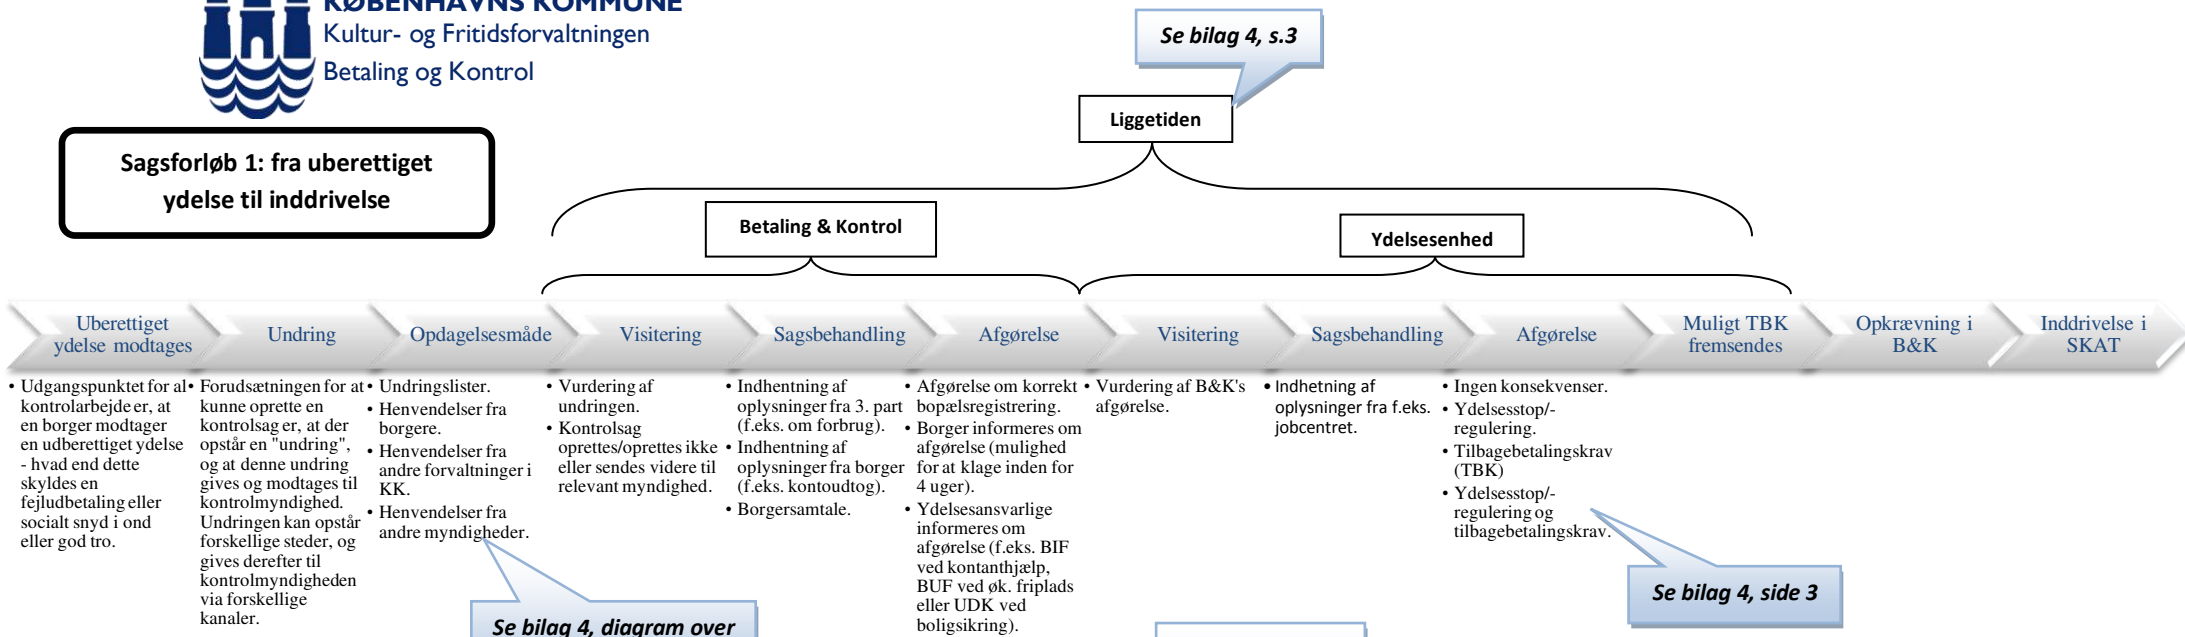 KØBENHAVNS KOMMUNE
Kultur- og Fritidsforvaltningen
Betaling og Kontrol
Se bilag 4, s.3
Liggetiden
Sagsforløb 1: fra uberettiget
ydelse til inddrivelse
Betaling & Kontrol
Ydelsesenhed
Uberettiget
ydelse modtages
Undring
Opdagelsesmåde
Visitering
Sagsbehandling
Afgørelse
Visitering
Sagsbehandling
Afgørelse
Muligt TBK
fremsendes
Opkrævning i
B&K
Inddrivelse i
SKAT
• Udgangspunktet for al
kontrolarbejde er, at
en borger modtager
en udberettiget ydelse
- hvad end dette
skyldes en
fejludbetaling eller
socialt snyd i ond
eller god tro.
• Forudsætningen for at
kunne oprette en
kontrolsag er, at der
opstår en "undring",
og at denne undring
gives og modtages til
kontrolmyndighed.
Undringen kan opstår
forskellige steder, og
gives derefter til
kontrolmyndigheden
via forskellige
kanaler.
• Undringslister.
• Henvendelser fra
borgere.
• Henvendelser fra
andre forvaltninger i
KK.
• Henvendelser fra
andre myndigheder.
• Vurdering af
undringen.
• Kontrolsag
oprettes/oprettes ikke
eller sendes videre til
relevant myndighed.
• Indhentning af
oplysninger fra 3. part
(f.eks. om forbrug).
• Indhentning af
oplysninger fra borger
(f.eks. kontoudtog).
• Borgersamtale.
• Afgørelse om korrekt
bopælsregistrering.
• Borger informeres om
afgørelse (mulighed
for at klage inden for
4 uger).
• Ydelsesansvarlige
informeres om
afgørelse (f.eks. BIF
ved kontanthjælp,
BUF ved øk. friplads
eller UDK ved
boligsikring).
• Vurdering af B&K's
afgørelse.
• Indhetning af
oplysninger fra f.eks.
jobcentret.
• Ingen konsekvenser.
• Ydelsesstop/-
regulering.
• Tilbagebetalingskrav
(TBK)
• Ydelsesstop/-
regulering og
tilbagebetalingskrav.
Se bilag 4, side 3
Se bilag 4, diagram over